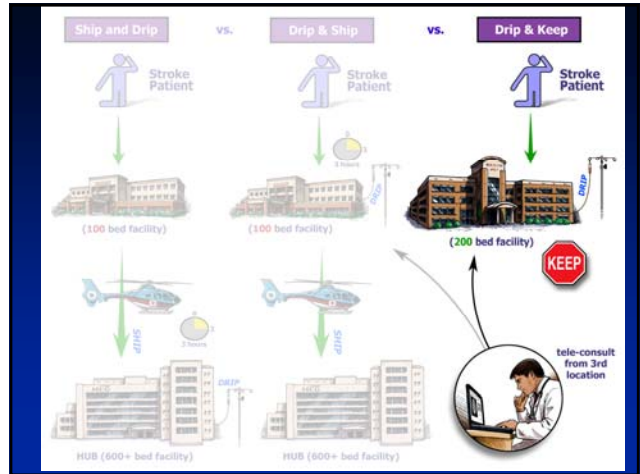 Ship and Drip vs. Drip & Ship vs. Drip & Keep
Stroke
Patient
Stroke
Patient
Stroke
Patient
3 hours
DRIP
DRIP
(100 bed facility)
(100 bed facility)
(200 bed facility)
KEEP
SHIP
3
3 hours
SHIP
tele-consult
from 3rd
location
DRIP
HUB (600+ bed facility)
HUB (600+ bed facility)